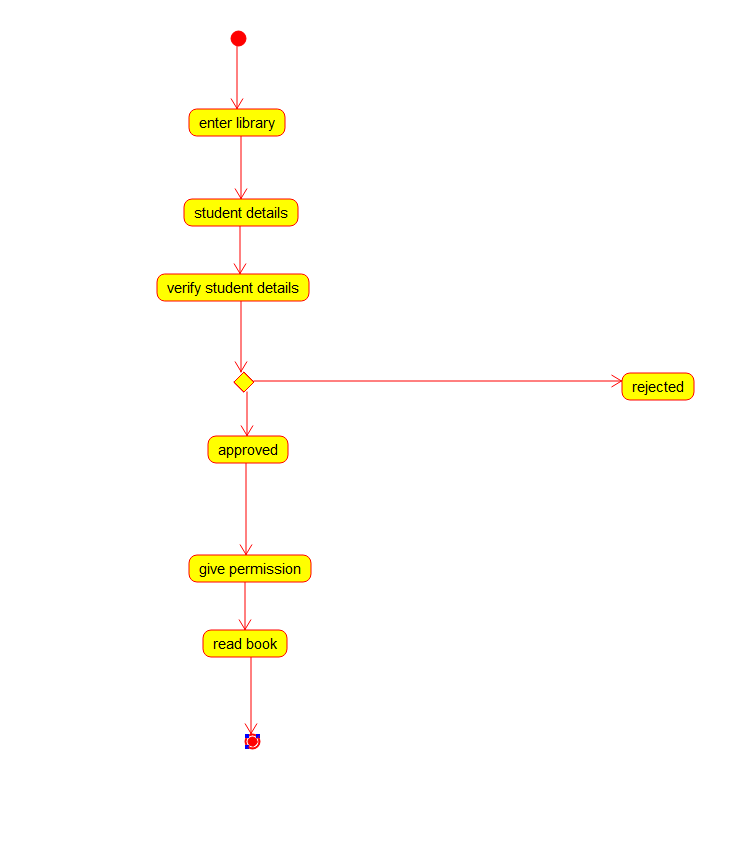 enter library
student details
verify student details
rejected
approved
give permission
read book